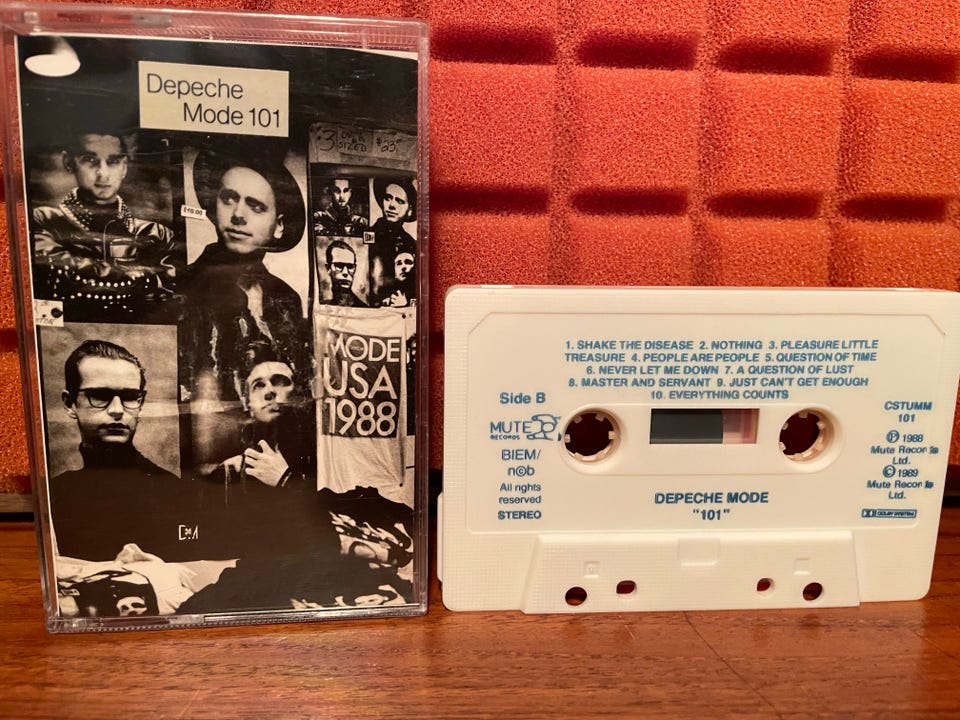 Depeche
Mode 101
$10.00
MODE
USA
1988
DM
1. SHAKE THE DISEASE 2. NOTHING 3. PLEASURE LITTLE
TREASURE 4. PEOPLE ARE PEOPLE 5. QUESTION OF TIME
6. NEVER LET ME DOWN 7. A QUESTION OF LUST
8. MASTER AND SERVANT 9. JUST CAN'T GET ENOUGH
10. EVERYTHING COUNTS
Side B
MUTE
RECORDS
BIEM/
n©b
All rights
reserved
STEREO
DEPECHE MODE
"101"
CSTUMM
101
℗ 1988
Mute Records
Ltd.
© 1989
Mute Records
Ltd.
DOLBY SYSTEM